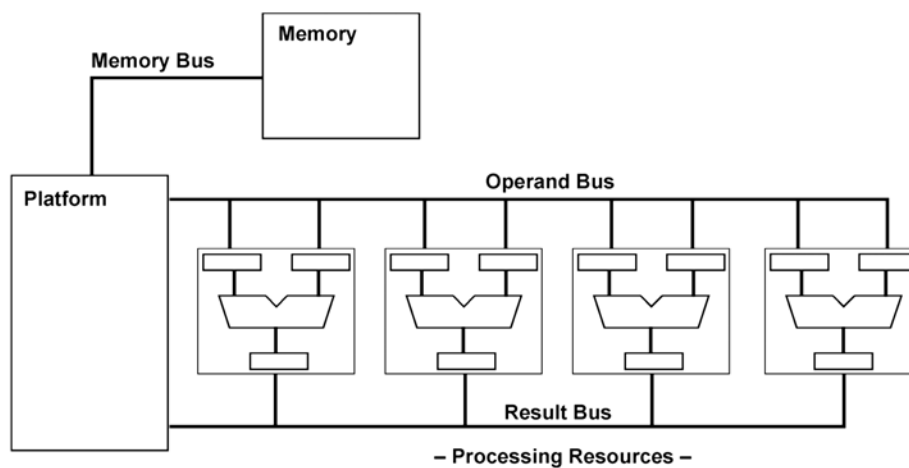 Memory
Memory Bus
Platform
Operand Bus
Result Bus
– Processing Resources –